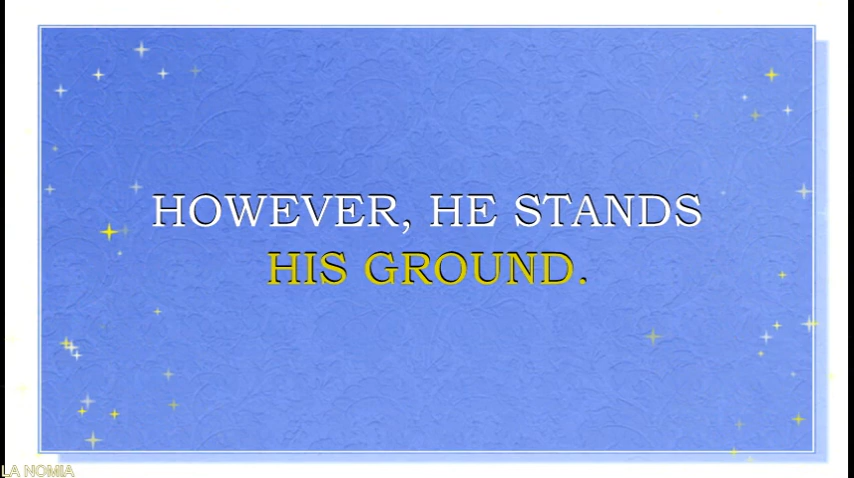 HOWEVER, HE STANDS
HIS GROUND.
LA NOMIA